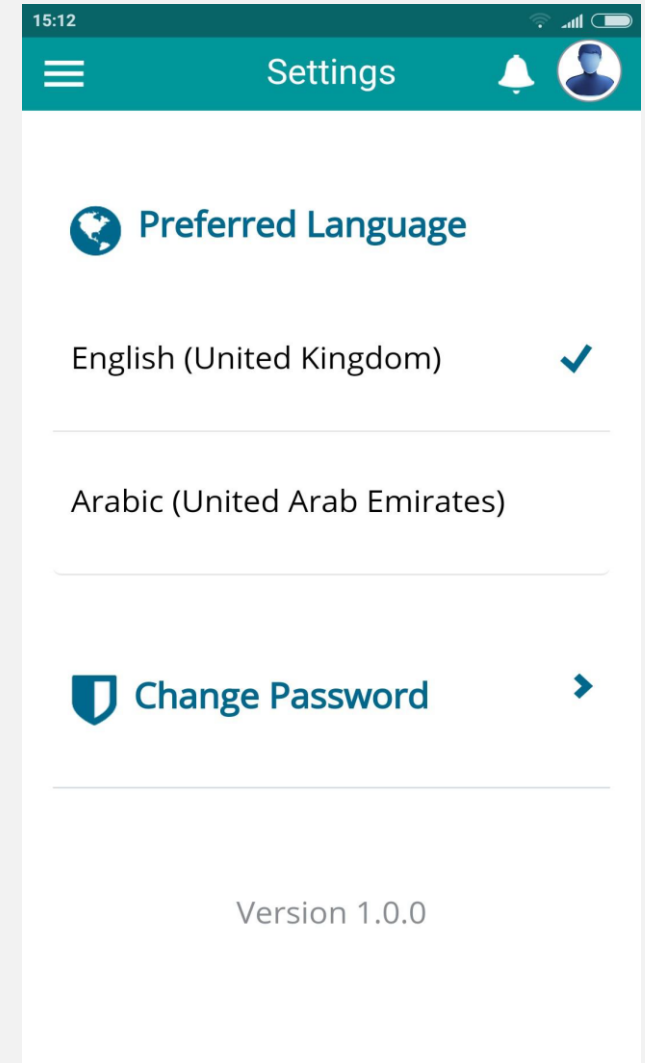 15:12
Settings
Preferred Language
English (United Kingdom)
Arabic (United Arab Emirates)
Change Password
Version 1.0.0